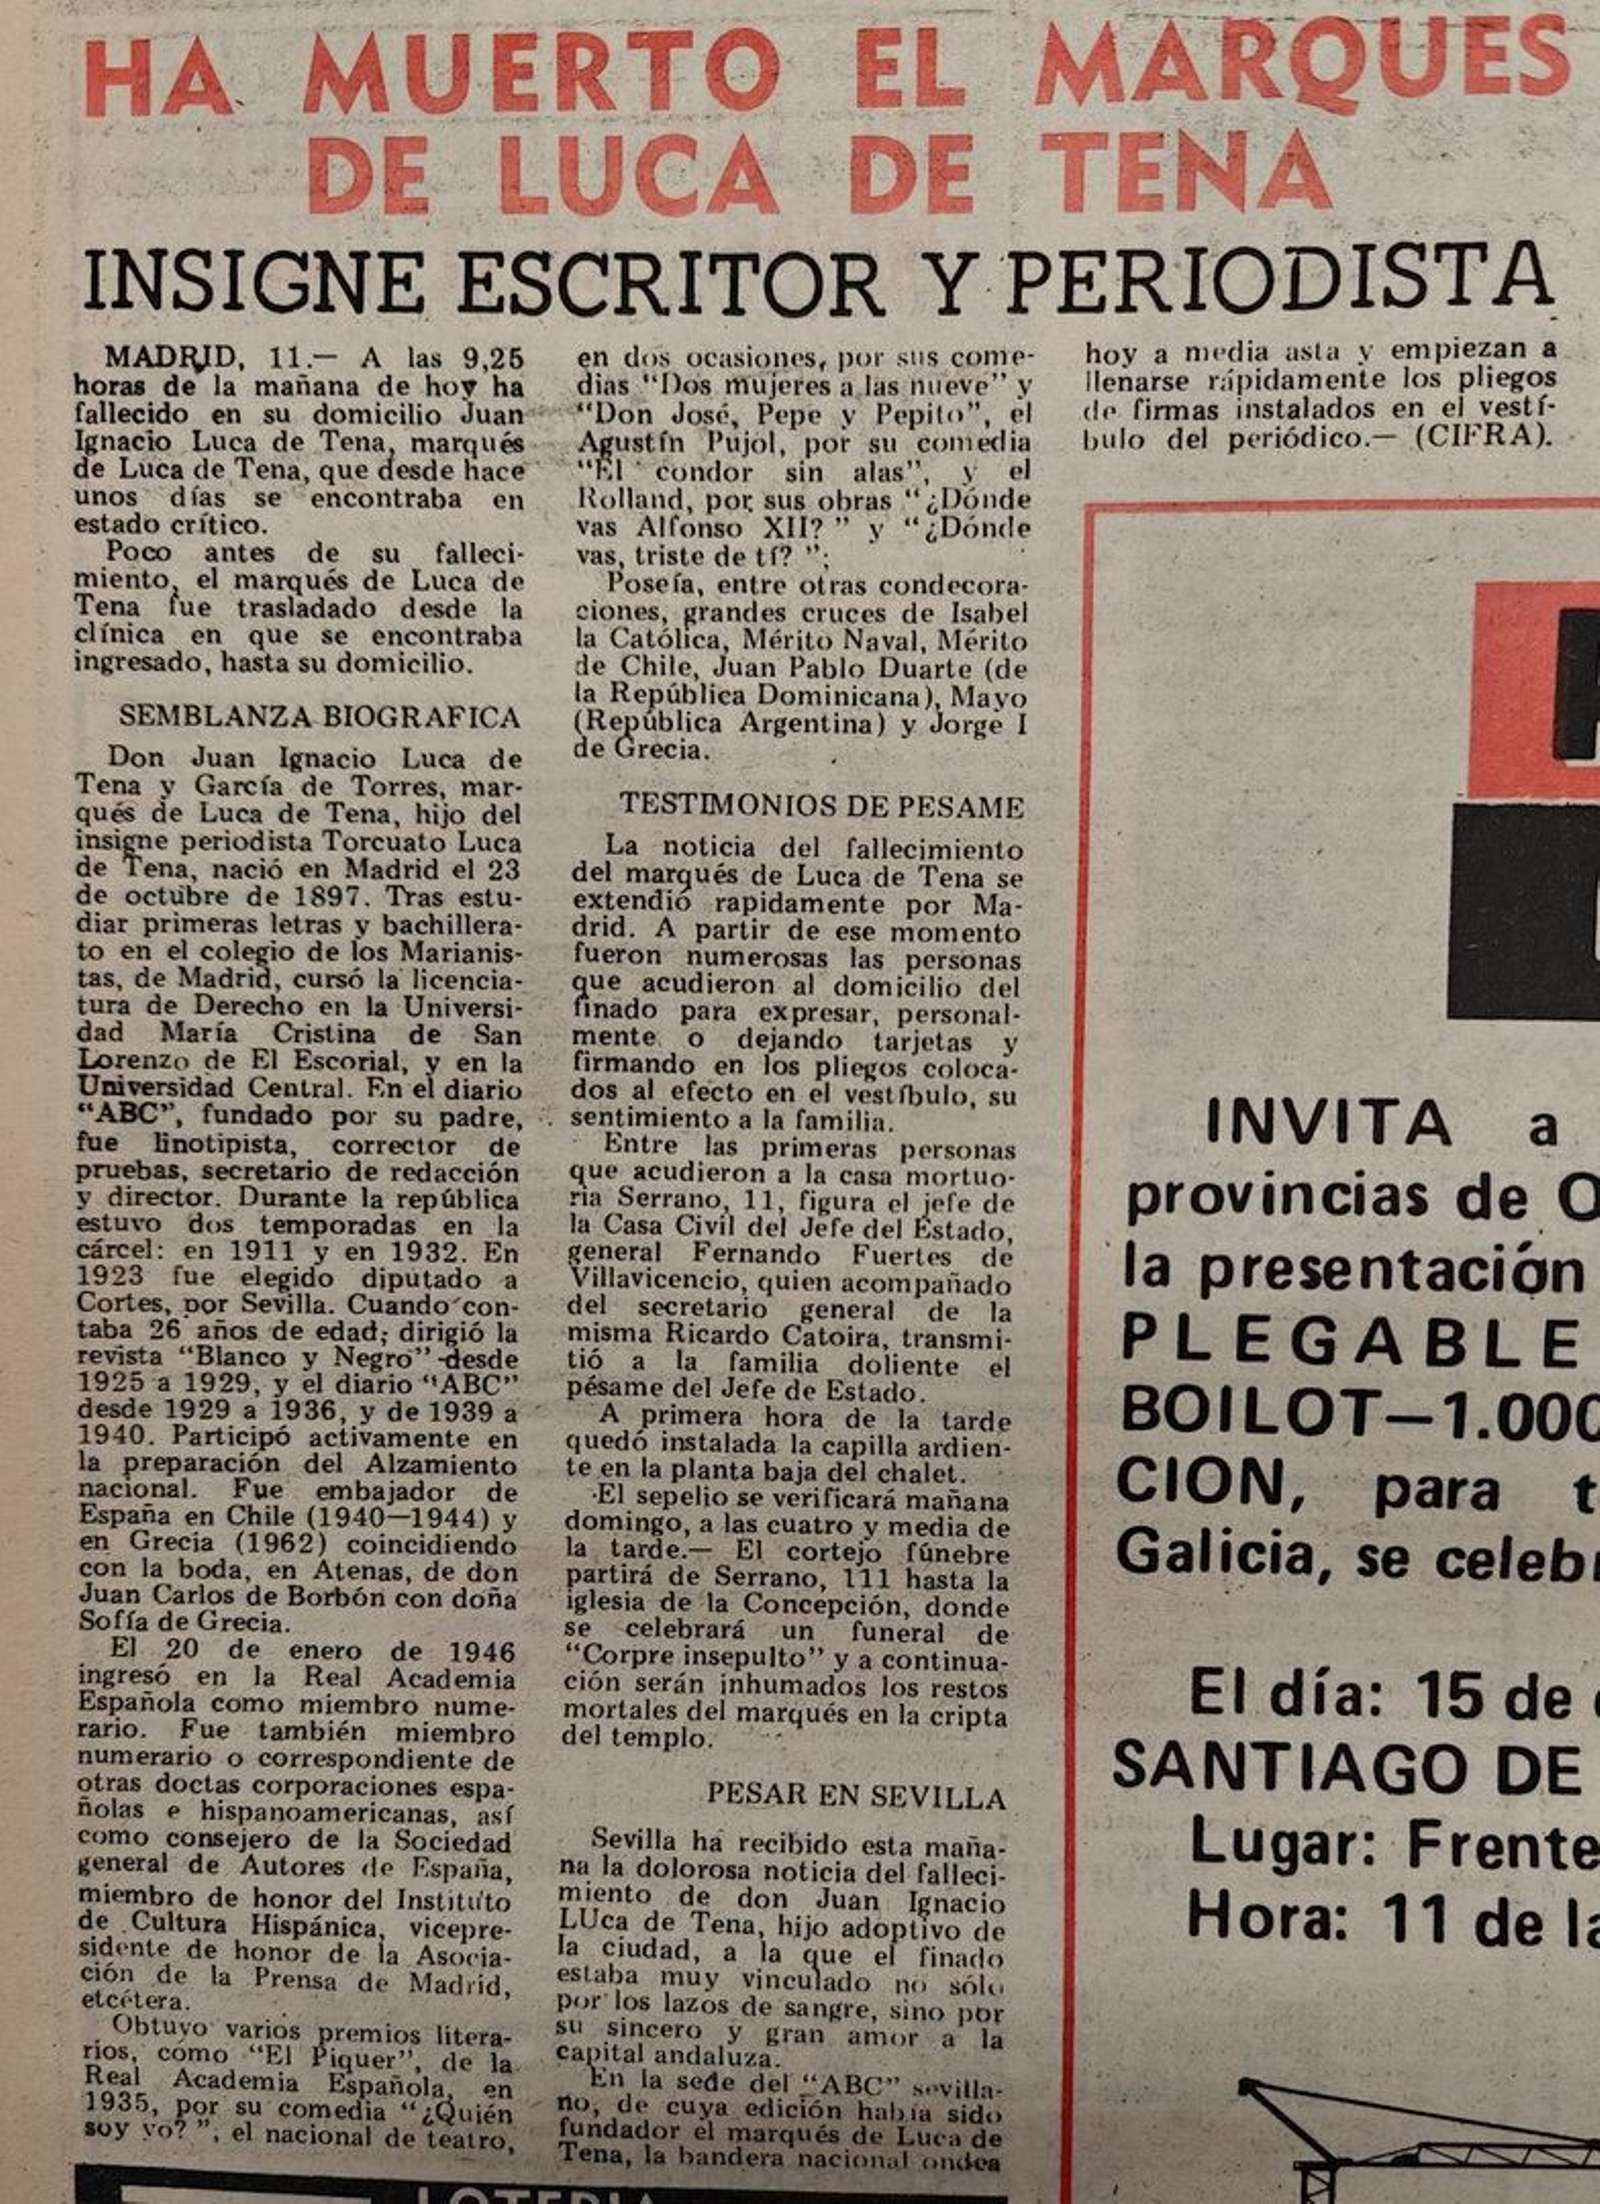 HA MUERTO EL MARQUES
DE LUCA DE TENA
INSIGNE ESCRITOR Y PERIODISTA
MADRID, 11.— A las 9,25
horas de la mañana de hoy ha
fallecido en su domicilio Juan
Ignacio Luca de Tena, marqués
de Luca de Tena, que desde hace
unos días se encontraba en
estado crítico.
Poco antes de su falleci-
miento, el marqués de Luca de
Tena fue trasladado desde la
clínica en que se encontraba
ingresado, hasta su domicilio.
SEMBLANZA BIOGRAFICA
Don Juan Ignacio Luca de
Tena y García de Torres, mar-
qués de Luca de Tena, hijo del
insigne periodista Torcuato Luca
de Tena, nació en Madrid el 23
de octubre de 1897. Tras estu-
diar primeras letras y bachillera-
to en el colegio de los Marianis-
tas, de Madrid, cursó la licencia-
tura de Derecho en la Universi-
dad María Cristina de San
Lorenzo de El Escorial, y en la
Universidad Central. En el diario
“ABC”, fundado por su padre,
fue linotipista, corrector de
pruebas, secretario de redacción
y director. Durante la república
estuvo dos temporadas en la
cárcel: en 1911 y en 1932. En
1923 fue elegido diputado a
Cortes, por Sevilla. Cuando con-
taba 26 años de edad; dirigió la
revista “Blanco y Negro” desde
1925 a 1929, y el diario “ABC”
desde 1929 a 1936, y de 1939 a
1940. Participó activamente en
la preparación del Alzamiento
nacional. Fue embajador de
España en Chile (1940—1944) y
en Grecia (1962) coincidiendo
con la boda, en Atenas, de don
Juan Carlos de Borbón con doña
Sofía de Grecia.
El 20 de enero de 1946
ingresó en la Real Academia
Española como miembro nume-
rario. Fue también miembro
numerario o correspondiente de
otras doctas corporaciones espa-
ñolas e hispanoamericanas, así
como consejero de la Sociedad
general de Autores de España,
miembro de honor del Instituto
de Cultura Hispánica, vicepre-
sidente de honor de la Asocia-
ción de la Prensa de Madrid,
etcétera.
Obtuvo varios premios litera-
rios, como “El Piquer”, de la
Real Academia Española, en
1935, por su comedia “¿Quién
soy yo? ”, el nacional de teatro,
en dos ocasiones, por sus come-
dias “Dos mujeres a las nueve” y
“Don José, Pepe y Pepito”, el
Agustín Pujol, por su comedia
“El condor sin alas”, y el
Rolland, por sus obras “¿Dónde
vas Alfonso XII? ” y “¿Dónde
vas, triste de tí? ”;
Poseía, entre otras condecora-
ciones, grandes cruces de Isabel
la Católica, Mérito Naval, Mérito
de Chile, Juan Pablo Duarte (de
la República Dominicana), Mayo
(República Argentina) y Jorge I
de Grecia.
TESTIMONIOS DE PESAME
La noticia del fallecimiento
del marqués de Luca de Tena se
extendió rapidamente por Ma-
drid. A partir de ese momento
fueron numerosas las personas
que acudieron al domicilio del
finado para expresar, personal-
mente o dejando tarjetas y
firmando en los pliegos coloca-
dos al efecto en el vestíbulo, su
sentimiento a la familia.
Entre las primeras personas
que acudieron a la casa mortuo-
ria Serrano, 11, figura el jefe de
la Casa Civil del Jefe del Estado,
general Fernando Fuertes de
Villavicencio, quien acompañado
del secretario general de la
misma Ricardo Catoira, transmi-
tió a la familia doliente el
pésame del Jefe de Estado.
A primera hora de la tarde
quedó instalada la capilla ardien-
te en la planta baja del chalet.
El sepelio se verificará mañana
domingo, a las cuatro y media de
la tarde.— El cortejo fúnebre
partirá de Serrano, 111 hasta la
iglesia de la Concepción, donde
se celebrará un funeral de
“Corpre insepulto” y a continua-
ción serán inhumados los restos
mortales del marqués en la cripta
del templo.
PESAR EN SEVILLA
Sevilla ha recibido esta maña-
na la dolorosa noticia del falleci-
miento de don Juan Ignacio
LUca de Tena, hijo adoptivo de
la ciudad, a la que el finado
estaba muy vinculado no sólo
por los lazos de sangre, sino por
su sincero y gran amor a la
capital andaluza.
En la sede del “ABC” sevilla-
no, de cuya edición había sido
fundador el marqués de Luca de
Tena, la bandera nacional ondea
hoy a media asta y empiezan a
llenarse rápidamente los pliegos
de firmas instalados en el vestí-
bulo del periódico.— (CIFRA).
INVITA a
provincias de O
la presentación
PLEGABLE
BOILOT—1.000
CION, para t
Galicia, se celebr
El día: 15 de
SANTIAGO DE
Lugar: Frente
Hora: 11 de la
LOTERIA